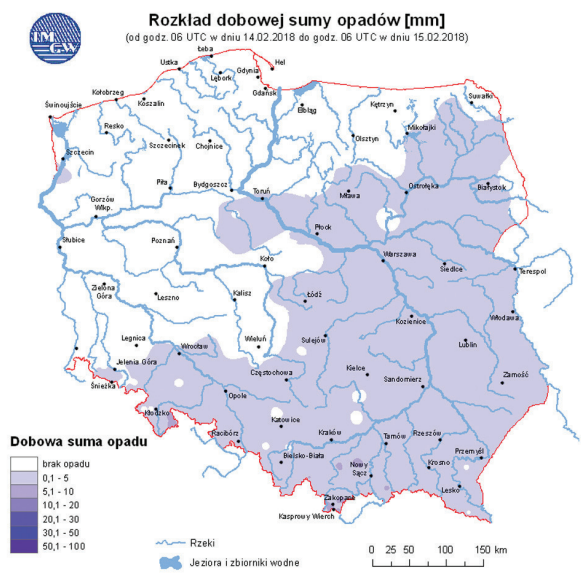 IM
GW
Rozkład dobowej sumy opadów [mm]
(od godz. 06 UTC w dniu 14.02.2018 do godz. 06 UTC w dniu 15.02.2018)
Łeba
Hel
Ustka
Lębork
Gdynia
Gdańsk
Kołobrzeg
Koszalin
Świnoujście
Suwałki
Elbląg
Kętrzyn
Resko
Mikołajki
Szczecinek
Chojnice
Olsztyn
Szczecin
Piła
Bydgoszcz
Toruń
Mława
Ostrołęka
Białystok
Gorzów
Wlkp.
Płock
Słubice
Poznań
Koło
Warszawa
Siedlce
Terespol
Zielona
Góra
Leszno
Kalisz
Łódź
Kozienice
Włodawa
Legnica
Wrocław
Wieluń
Sulejów
Lublin
Jelenia Góra
Śnieżka
Częstochowa
Kielce
Sandomierz
Zamość
Opole
Kłodzko
Katowice
Racibórz
Kraków
Tarnów
Rzeszów
Przemyśl
Bielsko-Biała
Nowy
Sącz
Krosno
Lesko
Zakopane
Kasprowy Wierch
Dobowa suma opadu
brak opadu
0,1 - 5
5,1 - 10
10,1 - 20
20,1 - 30
30,1 - 50
50,1 - 100
Rzeki
Jeziora i zbiorniki wodne
0 25 50 100 150 km